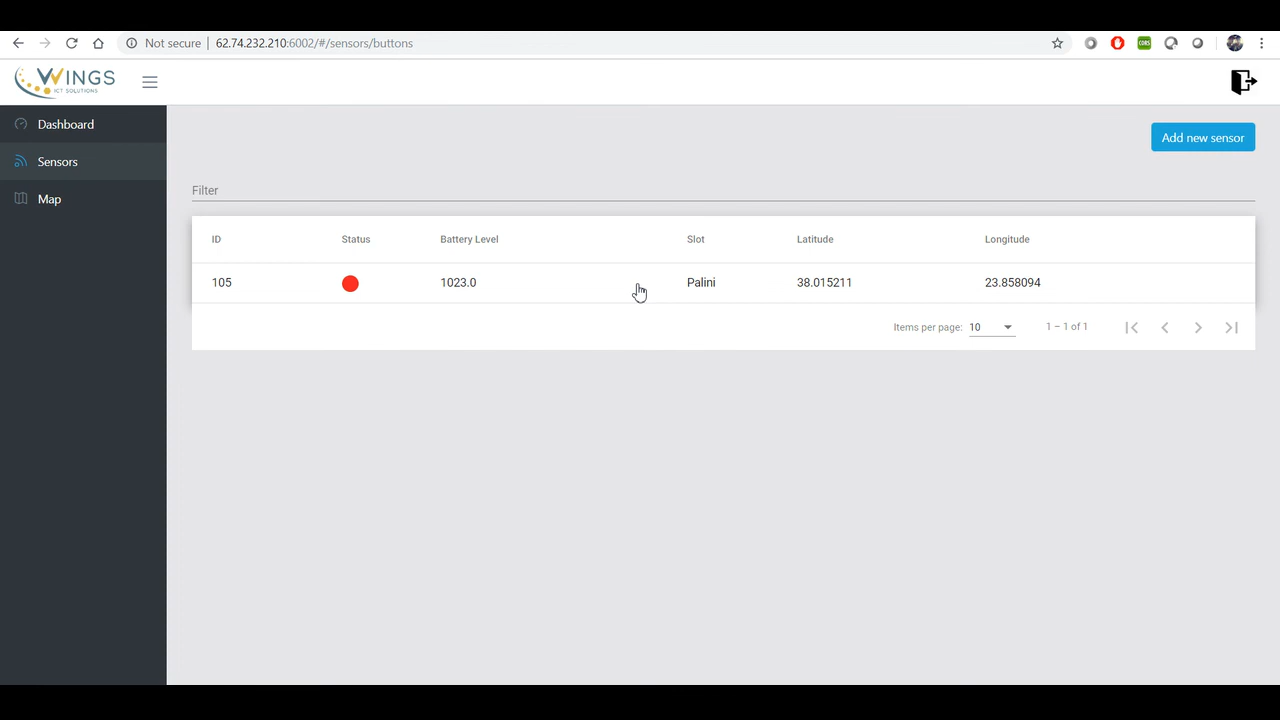 Not secure
62.74.232.210:6002/#/sensors/buttons
CORS
WINGS
ICT SOLUTIONS
Dashboard
Sensors
Map
Add new sensor
Filter
ID Status Battery Level Slot Latitude Longitude
105 1023.0 Palini 38.015211 23.858094
Items per page: 10 1 – 1 of 1